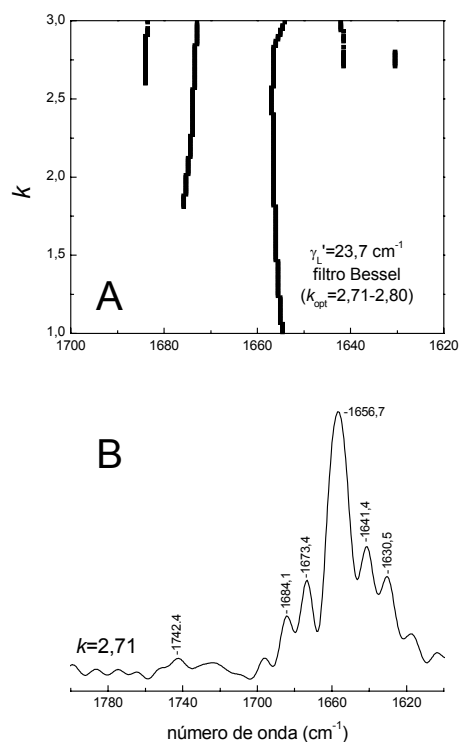 3,0
2,5
2,0
1,5
1,0
k
A
γL'=23,7 cm-1
filtro Bessel
(kopt=2,71-2,80)
1700 1680 1660 1640 1620
B
1656,7
1641,4
1630,5
1673,4
1684,1
1742.4
k=2,71
1780 1740 1700 1660 1620
número de onda (cm-1)